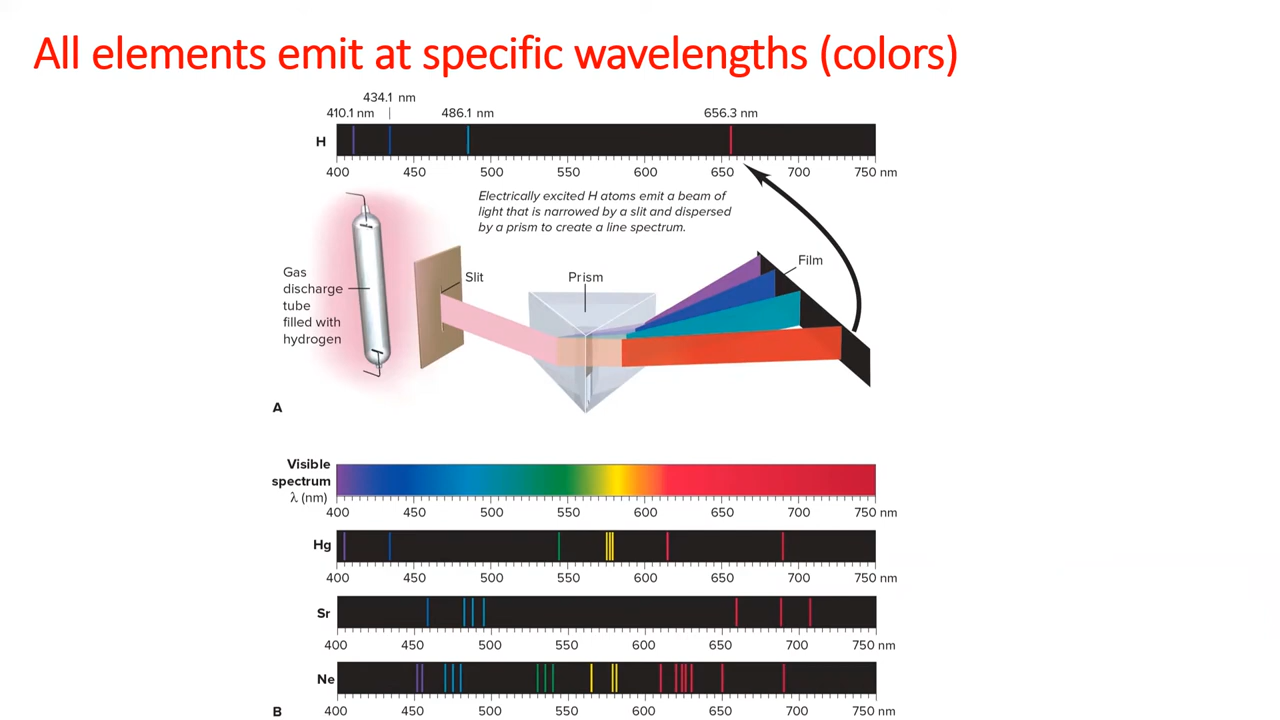 All elements emit at specific wavelengths (colors)
434.1 nm
410.1 nm 486.1 nm 656.3 nm
H
400 450 500 550 600 650 700 750 nm
Electrically excited H atoms emit a beam of
light that is narrowed by a slit and dispersed
by a prism to create a line spectrum.
Film
Gas
discharge
tube
filled with
hydrogen
Slit
Prism
A
Visible
spectrum
λ (nm)
400 450 500 550 600 650 700 750 nm
Hg
400 450 500 550 600 650 700 750 nm
Sr
400 450 500 550 600 650 700 750 nm
Ne
400 450 500 550 600 650 700 750 nm
B